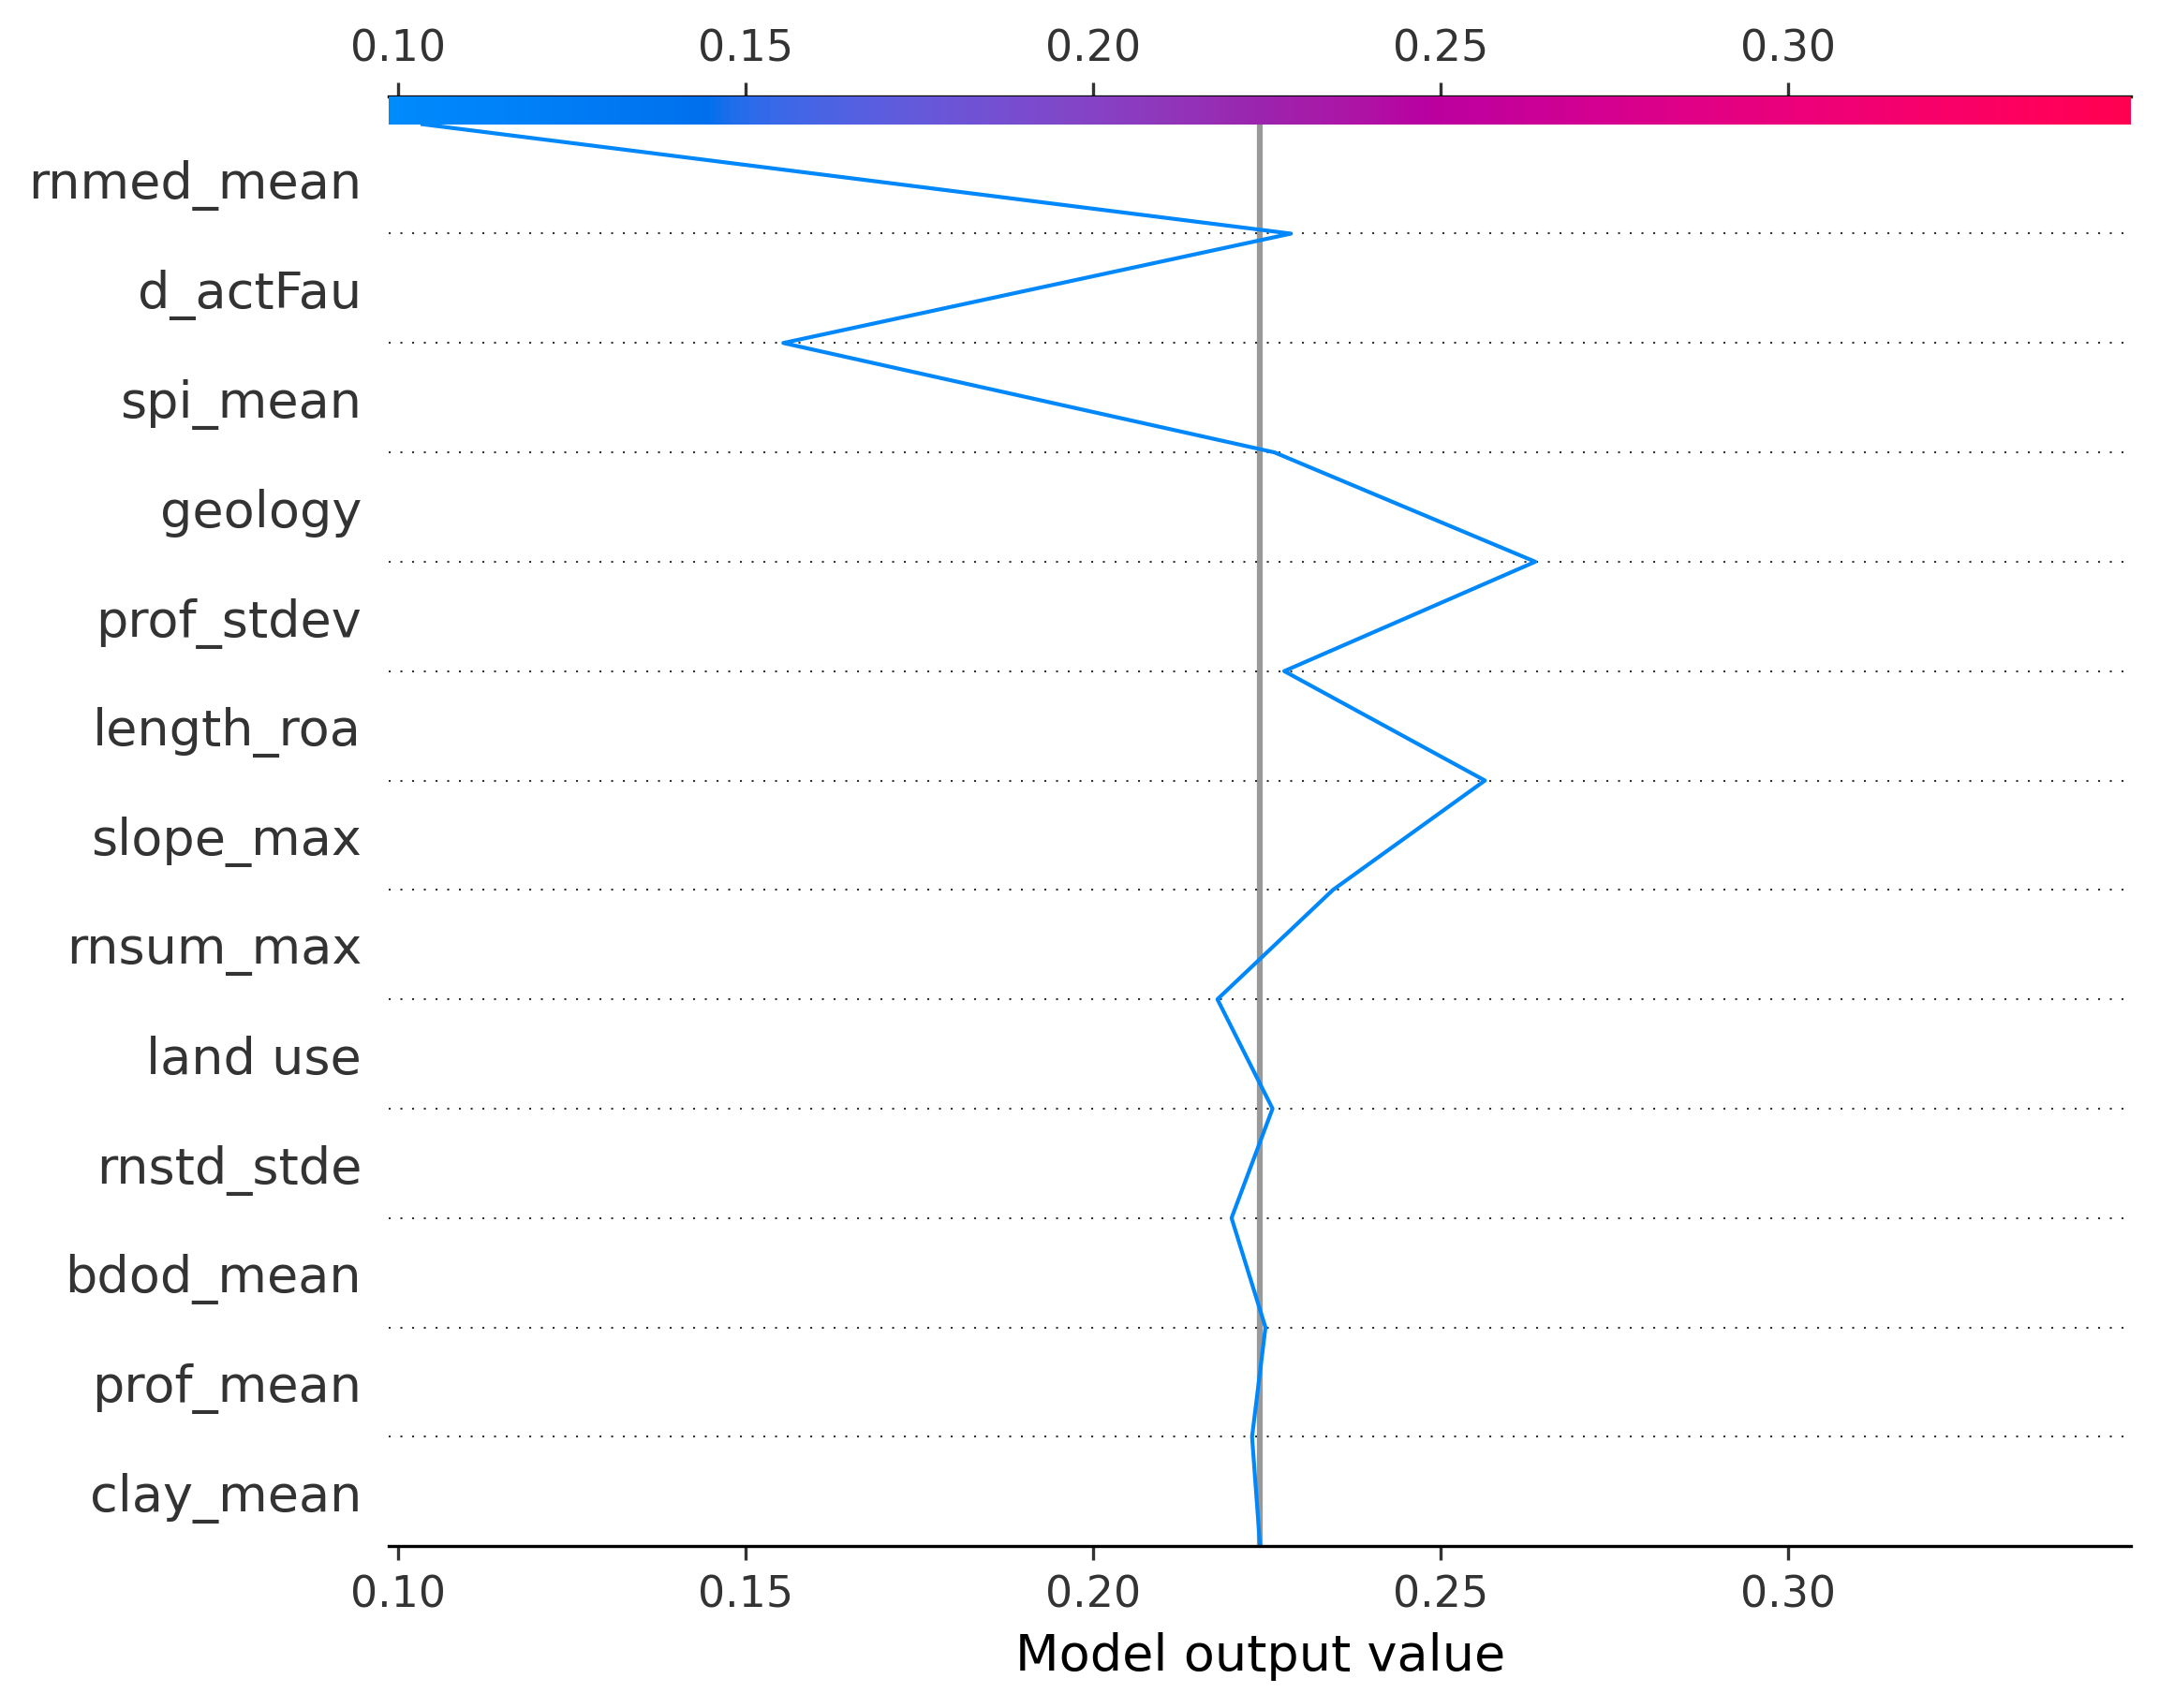 0.10 0.15 0.20 0.25 0.30
rnmed_mean
d_actFau
spi_mean
geology
prof_stdev
length_roa
slope_max
rnsum_max
land use
rnstd_stde
bdod_mean
prof_mean
clay_mean
0.10 0.15 0.20 0.25 0.30
Model output value